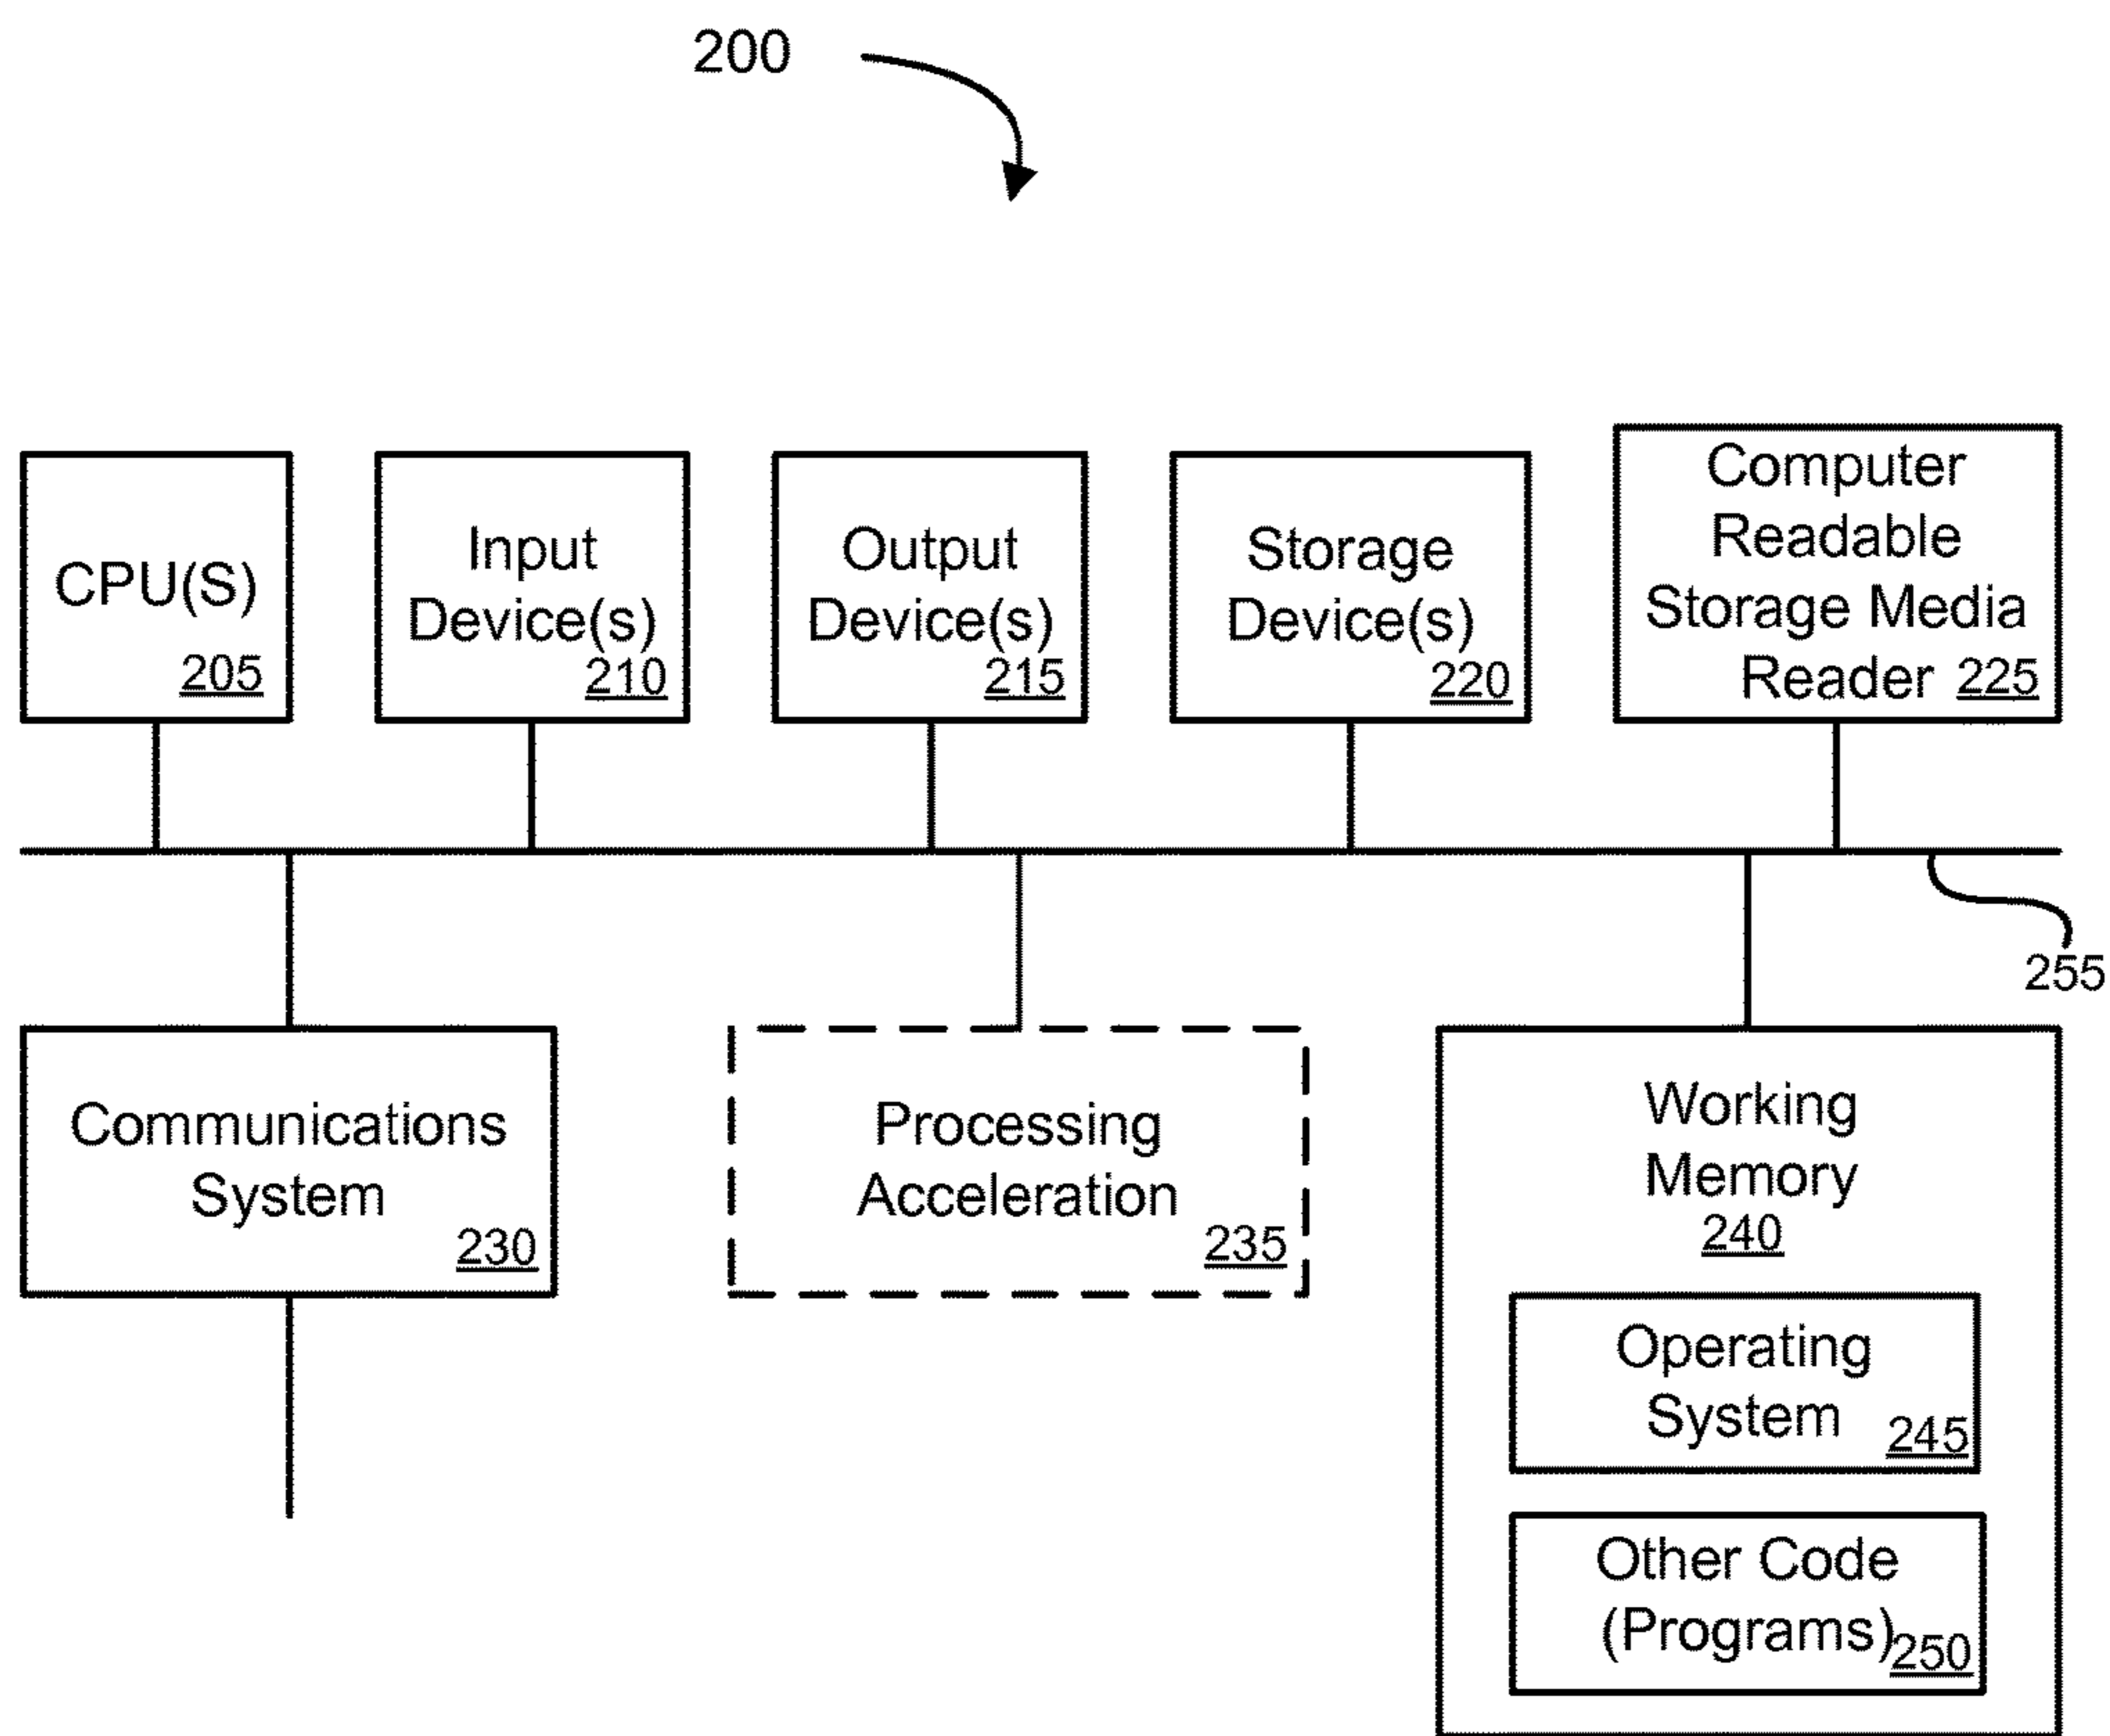 200
CPU(S)
205
Input
Device(s)
210
Output
Device(s)
215
Storage
Device(s)
220
Computer
Readable
Storage Media
Reader 225
255
Communications
System
230
Processing
Acceleration
235
Working
Memory
240
Operating
System
245
Other Code
(Programs)
250